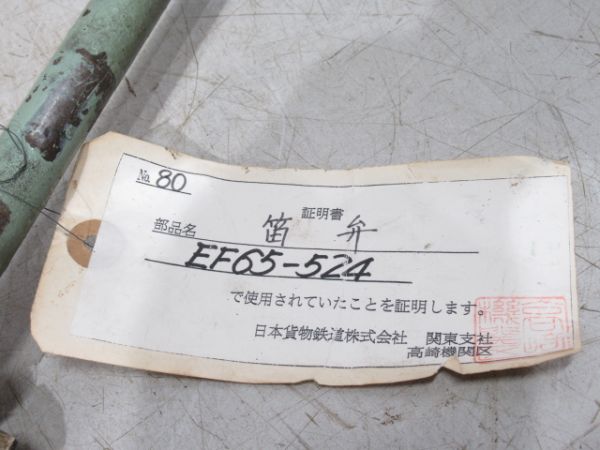 No. 80
証明書
部品名 笛弁
EF65-524
で使用されていたことを証明します。
日本貨物鉄道株式会社 関東支社
高崎機関区